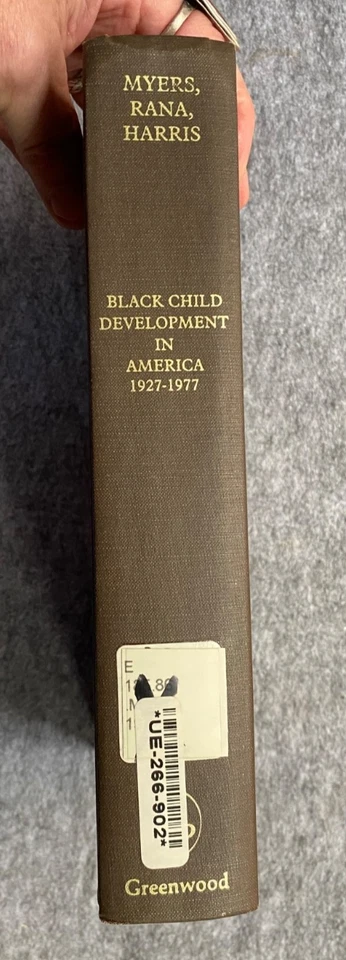 MYERS,
RANA,
HARRIS
BLACK CHILD
DEVELOPMENT
IN
AMERICA
1927-1977
E
*UE-266-902*
Greenwood